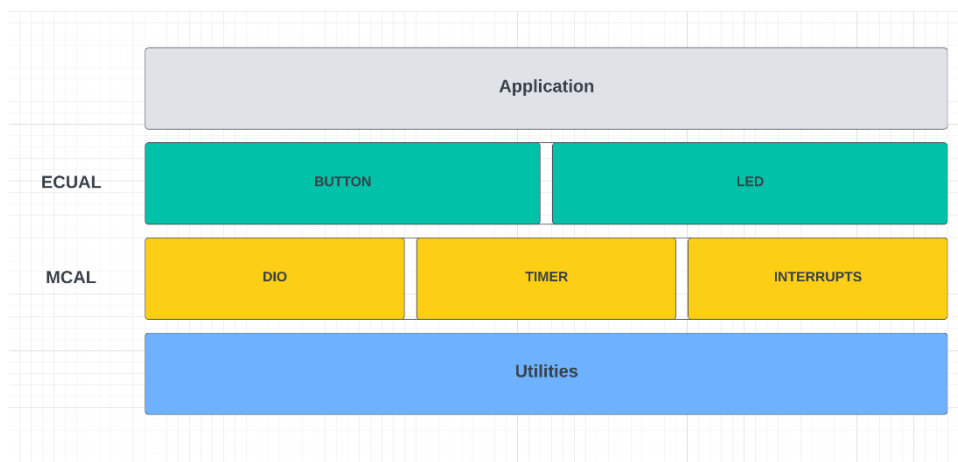 Application
ECUAL
BUTTON
LED
MCAL
DIO
TIMER
INTERRUPTS
Utilities